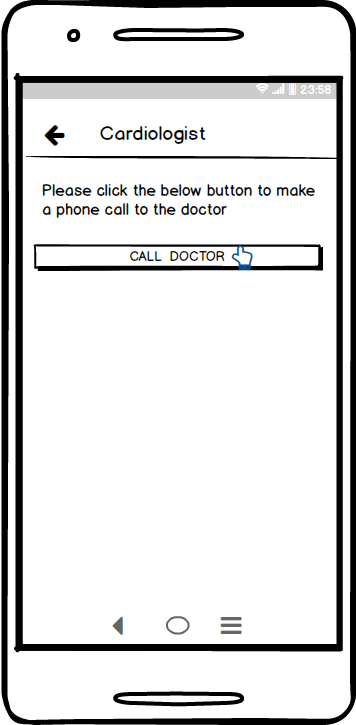 23:58
Cardiologist
Please click the below button to make
a phone call to the doctor
CALL DOCTOR